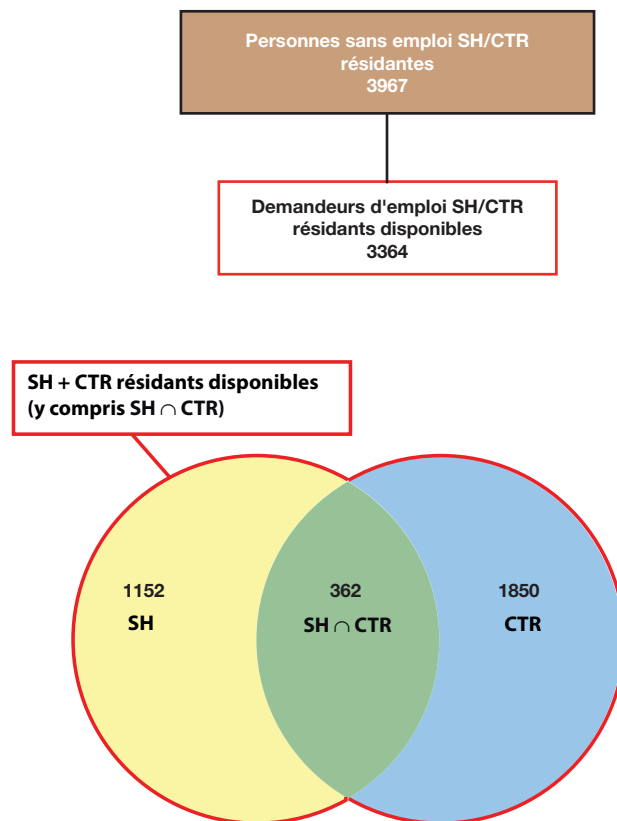 Personnes sans emploi SH/CTR
résidantes
3967
Demandeurs d'emploi SH/CTR
résidants disponibles
3364
SH + CTR résidants disponibles
(y compris SH ∩ CTR)
1152
SH
362
SH ∩ CTR
1850
CTR